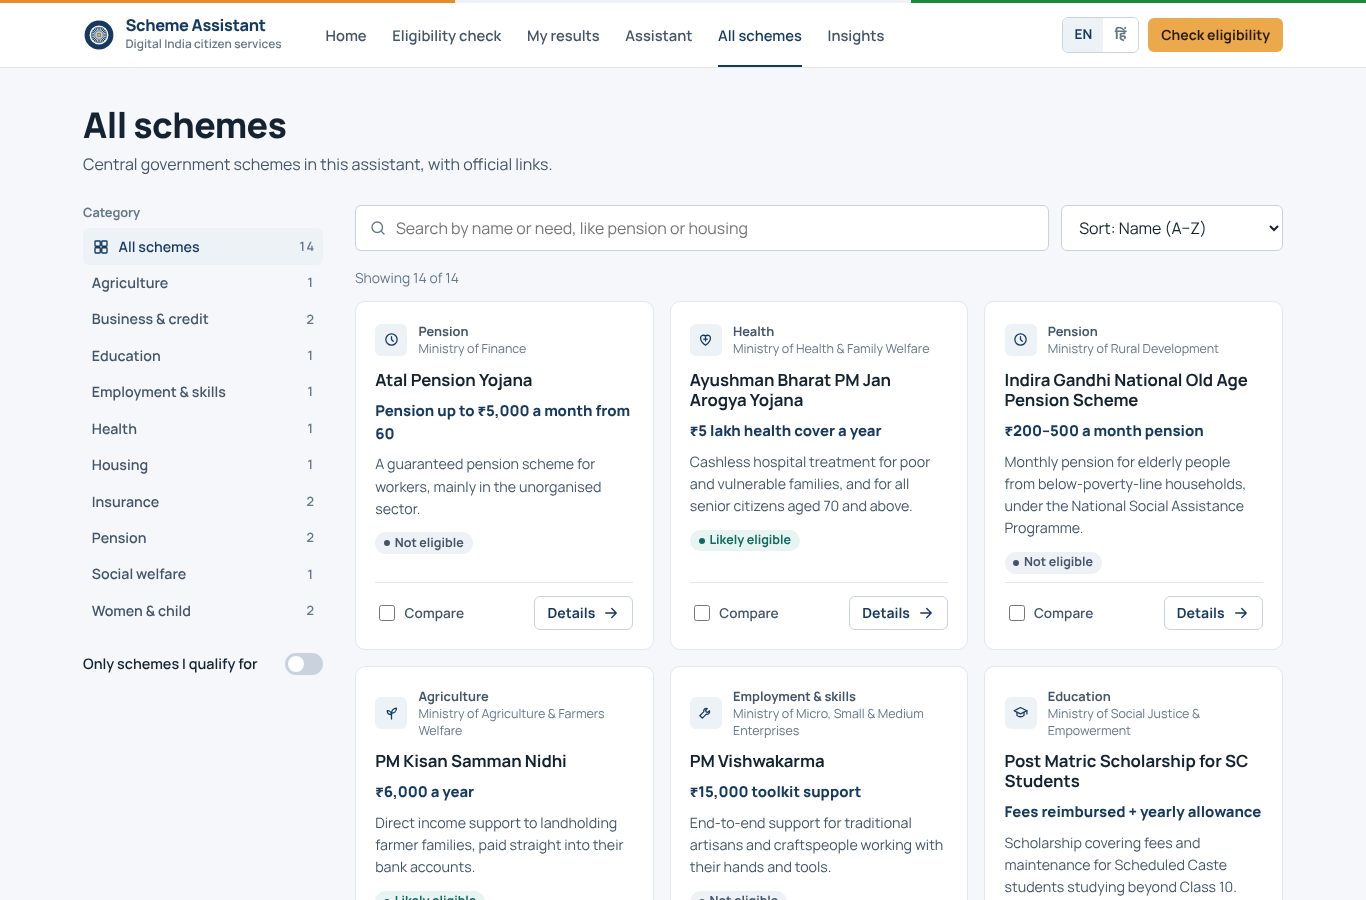 Scheme Assistant
Digital India citizen services
Home
Eligibility check
My results
Assistant
All schemes
Insights
EN
हिं
Check eligibility
All schemes
Central government schemes in this assistant, with official links.
Category
All schemes 14
Agriculture 1
Business & credit 2
Education 1
Employment & skills 1
Health 1
Housing 1
Insurance 2
Pension 2
Social welfare 1
Women & child 2
Only schemes I qualify for
Search by name or need, like pension or housing
Sort: Name (A–Z)
Showing 14 of 14
Pension
Ministry of Finance
Atal Pension Yojana
Pension up to ₹5,000 a month from
60
A guaranteed pension scheme for
workers, mainly in the unorganised
sector.
Not eligible
Compare
Details
Health
Ministry of Health & Family Welfare
Ayushman Bharat PM Jan
Arogya Yojana
₹5 lakh health cover a year
Cashless hospital treatment for poor
and vulnerable families, and for all
senior citizens aged 70 and above.
Likely eligible
Compare
Details
Pension
Ministry of Rural Development
Indira Gandhi National Old Age
Pension Scheme
₹200–500 a month pension
Monthly pension for elderly people
from below-poverty-line households,
under the National Social Assistance
Programme.
Not eligible
Compare
Details
Agriculture
Ministry of Agriculture & Farmers
Welfare
PM Kisan Samman Nidhi
₹6,000 a year
Direct income support to landholding
farmer families, paid straight into their
bank accounts.
Likely eligible
Employment & skills
Ministry of Micro, Small & Medium
Enterprises
PM Vishwakarma
₹15,000 toolkit support
End-to-end support for traditional
artisans and craftspeople working with
their hands and tools.
Not eligible
Education
Ministry of Social Justice &
Empowerment
Post Matric Scholarship for SC
Students
Fees reimbursed + yearly allowance
Scholarship covering fees and
maintenance for Scheduled Caste
students studying beyond Class 10.